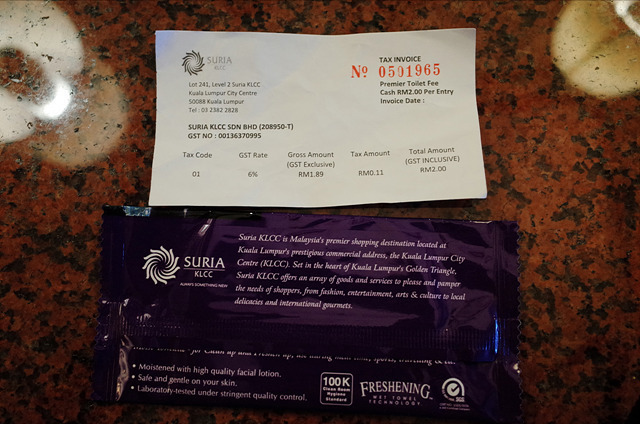 SURIA
KLCC
Lot 241, Level 2 Suria KLCC
Kuala Lumpur City Centre
50088 Kuala Lumpur
Tel : 03 2382 2828
TAX INVOICE
Nº 0591965
Premier Toilet Fee
Cash RM2.00 Per Entry
Invoice Date :
SURIA KLCC SDN BHD (208950-T)
GST NO : 00136370995
Tax Code GST Rate Gross Amount Tax Amount Total Amount
(GST Exclusive) (GST INCLUSIVE)
01 6% RM1.89 RM0.11 RM2.00
SURIA
KLCC
ALWAYS SOMETHING NEW
Suria KLCC is Malaysia's premier shopping destination located at
Kuala Lumpur's prestigious commercial address, the Kuala Lumpur City
Centre (KLCC). Set in the heart of Kuala Lumpur's Golden Triangle,
Suria KLCC offers an array of goods and services to please and pamper
the needs of shoppers, from fashion, entertainment, arts & culture to local
delicacies and international gourmets.
• Moistened with high quality facial lotion.
• Safe and gentle on your skin.
• Laboratory-tested under stringent quality control.
100K
Clean Room
Hygiene
Standard
FRESHENING
WET TOWEL
TECHNOLOGY
SGS